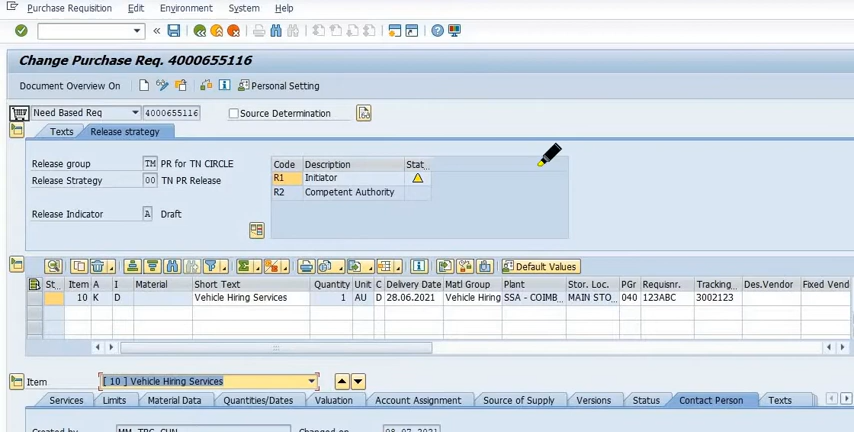 Purchase Requisition Edit Environment System Help
Change Purchase Req. 4000655116
Document Overview On Personal Setting
Need Based Req 4000655116 Source Determination
Texts Release strategy
Release group TM PR for TN CIRCLE
Release Strategy 00 TN PR Release
Release Indicator A Draft
Code Description Stat..
R1 Initiator
R2 Competent Authority
Default Values
St.. Item A I Material Short Text Quantity Unit C Delivery Date Matl Group Plant Stor. Loc. PGr Requisnr. Tracking.. Des.Vendor Fixed Vend
10 K D Vehicle Hiring Services 1 AU D 28.06.2021 Vehicle Hiring SSA - COIMB.. MAIN STO.. 040 123ABC 3002123
Item [ 10 ] Vehicle Hiring Services
Services Limits Material Data Quantities/Dates Valuation Account Assignment Source of Supply Versions Status Contact Person Texts
Created by Changed on